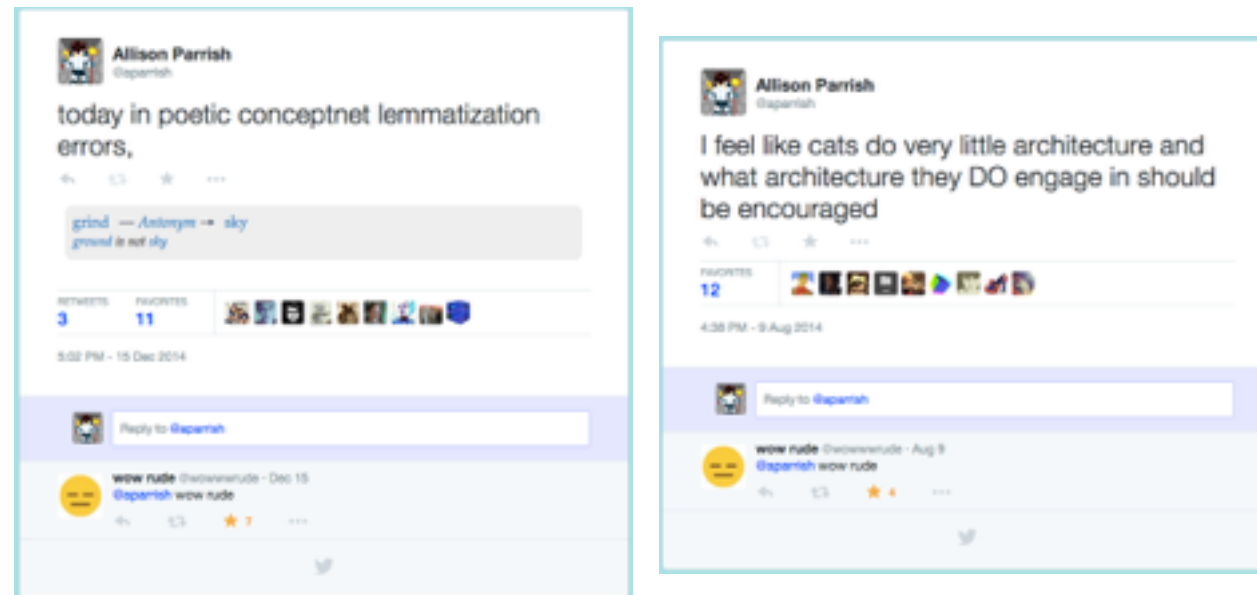 Allison Parrish
@aparrish
today in poetic conceptnet lemmatization
errors,
grind — Antonym → sky
ground is not sky
RETWEETS FAVORITES
3 11
5:02 PM - 15 Dec 2014
Reply to @aparrish
wow rude @wowwwrude - Dec 15
@aparrish wow rude
7
Allison Parrish
@aparrish
I feel like cats do very little architecture and
what architecture they DO engage in should
be encouraged
FAVORITES
12
4:38 PM - 9 Aug 2014
Reply to @aparrish
wow rude @wowwwrude - Aug 9
@aparrish wow rude
4